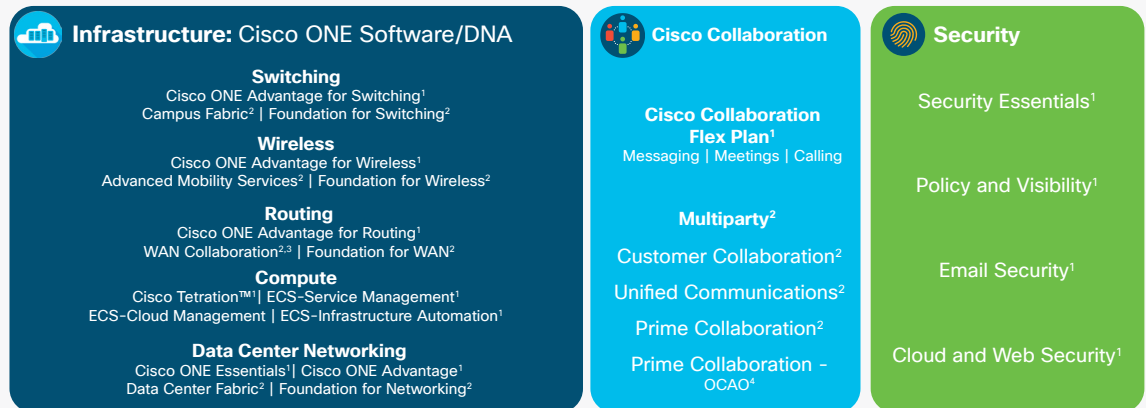 Infrastructure: Cisco ONE Software/DNA
Switching
Cisco ONE Advantage for Switching¹
Campus Fabric² | Foundation for Switching²
Wireless
Cisco ONE Advantage for Wireless¹
Advanced Mobility Services² | Foundation for Wireless²
Routing
Cisco ONE Advantage for Routing¹
WAN Collaboration²,³ | Foundation for WAN²
Compute
Cisco Tetration™¹| ECS-Service Management¹
ECS-Cloud Management | ECS-Infrastructure Automation¹
Data Center Networking
Cisco ONE Essentials¹| Cisco ONE Advantage¹
Data Center Fabric² | Foundation for Networking²
Cisco Collaboration
Cisco Collaboration
Flex Plan¹
Messaging | Meetings | Calling
Multiparty²
Customer Collaboration²
Unified Communications²
Prime Collaboration²
Prime Collaboration -
OCAO⁴
Security
Security Essentials¹
Policy and Visibility¹
Email Security¹
Cloud and Web Security¹